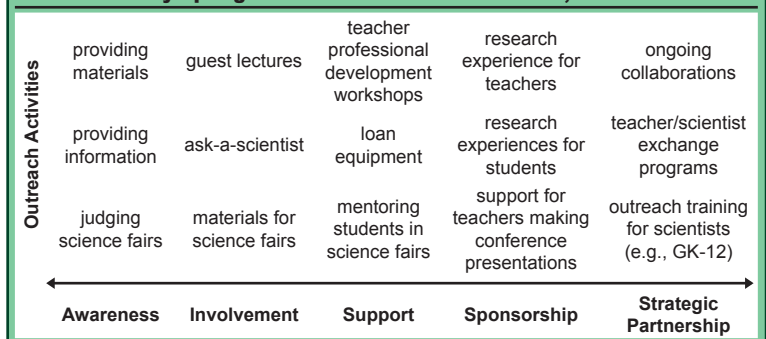 Outreach Activities
providing
materials
guest lectures
teacher
professional
development
workshops
research
experience for
teachers
ongoing
collaborations
providing
information
ask-a-scientist
loan
equipment
research
experiences for
students
teacher/scientist
exchange
programs
judging
science fairs
materials for
science fairs
mentoring
students in
science fairs
support for
teachers making
conference
presentations
outreach training
for scientists
(e.g., GK-12)
Awareness
Involvement
Support
Sponsorship
Strategic
Partnership